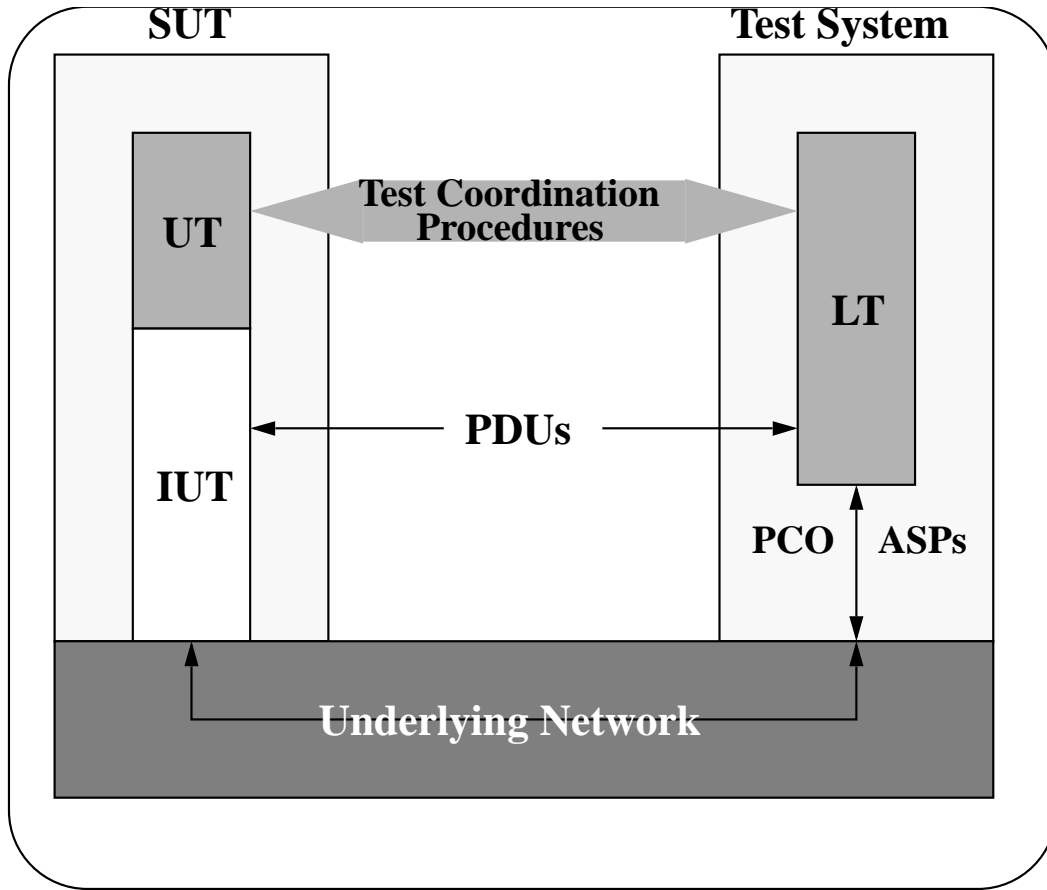 SUT
Test System
Test Coordination
Procedures
UT
LT
PDUs
IUT
PCO
ASPs
Underlying Network